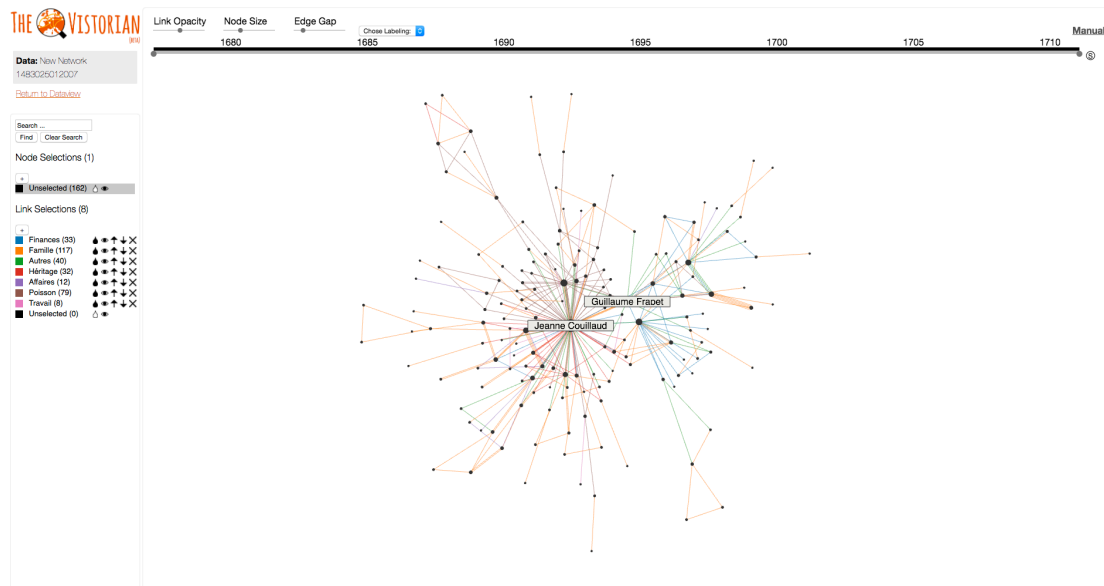 THE VISTORIAN
[BETA]
Data: New Network
1483025012007
Return to Dataview
Search ...
Find Clear Search
Node Selections (1)
+
Unselected (162)
Link Selections (8)
+
Finances (33)
Famille (117)
Autres (40)
Héritage (32)
Affaires (12)
Poisson (79)
Travail (8)
Unselected (0)
Link Opacity Node Size Edge Gap Chose Labeling:
Manual
1680 1685 1690 1695 1700 1705 1710
S
Guillaume Frapet
Jeanne Couillaud